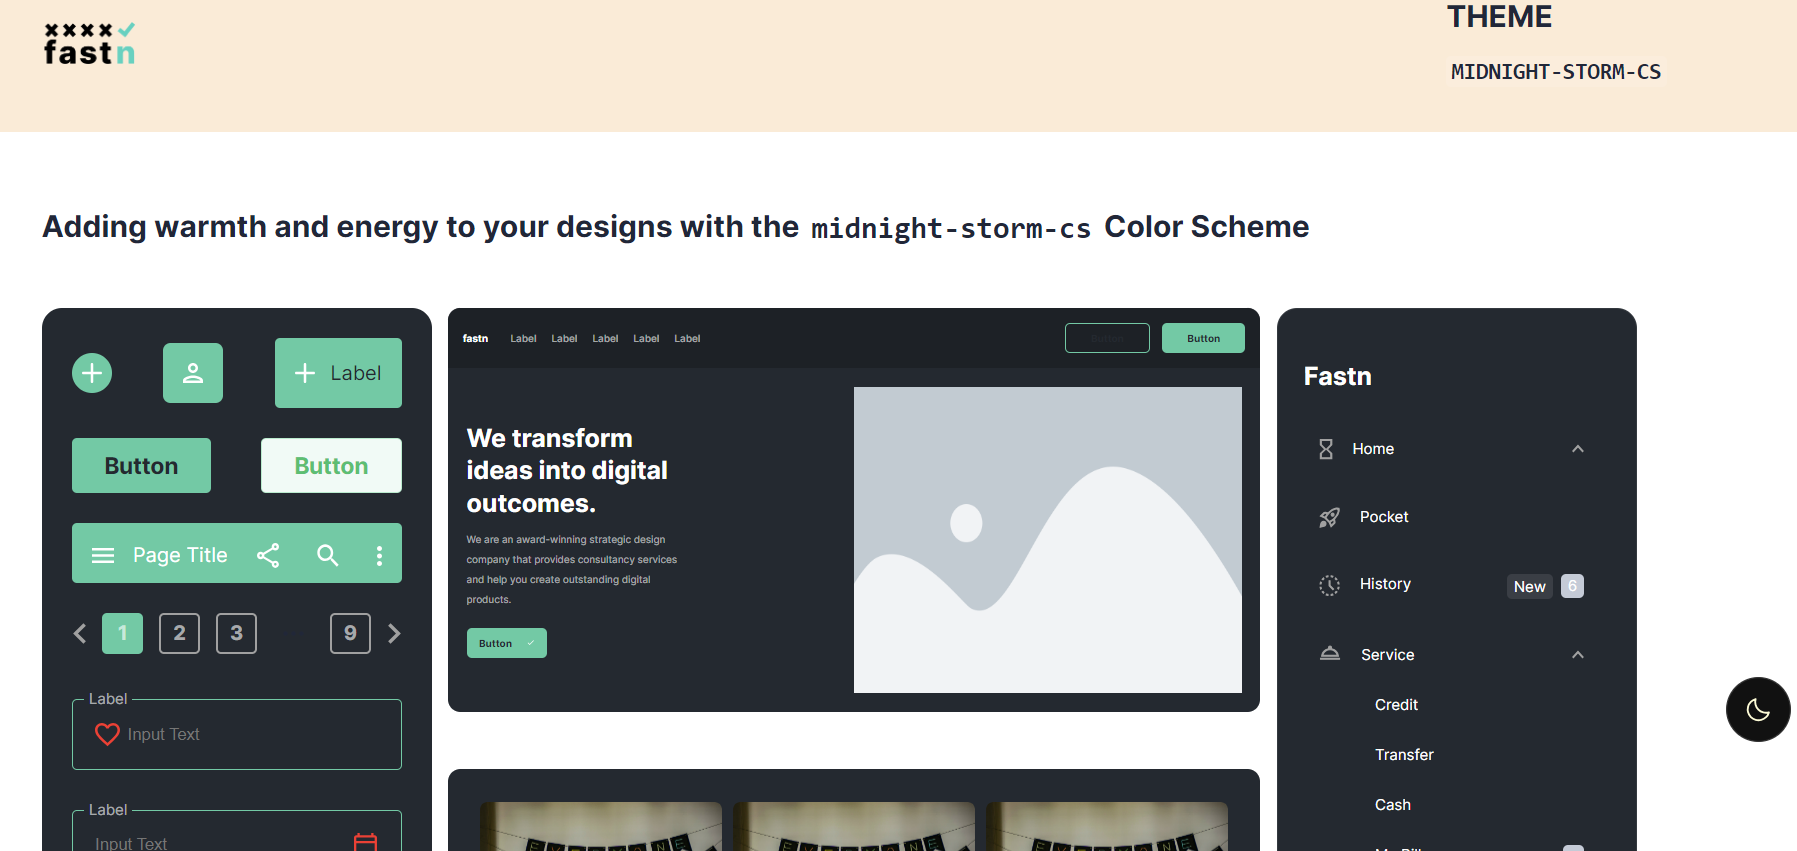 fastn
THEME
MIDNIGHT-STORM-CS
Adding warmth and energy to your designs with the midnight-storm-cs Color Scheme
Label
Button
Button
Page Title
1
2
3
9
Label
Input Text
Label
Input Text
fastn
Label
Label
Label
Label
Label
Button
Button
We transform
ideas into digital
outcomes.
We are an award-winning strategic design
company that provides consultancy services
and help you create outstanding digital
products.
Button
Fastn
Home
Pocket
History
New
6
Service
Credit
Transfer
Cash